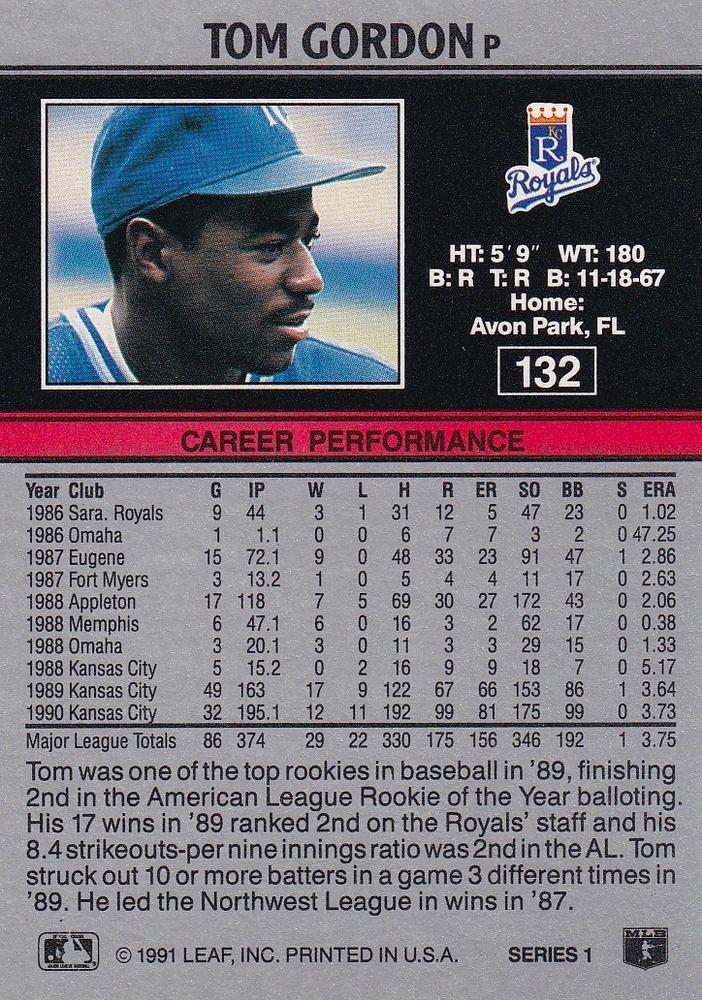 TOM GORDON P
KC
R
Royals
HT: 5'9" WT: 180
B: R T: R B: 11-18-67
Home:
Avon Park, FL
132
CAREER PERFORMANCE
Year Club G IP W L H R ER SO BB S ERA
1986 Sara. Royals 9 44 3 1 31 12 5 47 23 0 1.02
1986 Omaha 1 1.1 0 0 6 7 7 3 2 0 47.25
1987 Eugene 15 72.1 9 0 48 33 23 91 47 1 2.86
1987 Fort Myers 3 13.2 1 0 5 4 4 11 17 0 2.63
1988 Appleton 17 118 7 5 69 30 27 172 43 0 2.06
1988 Memphis 6 47.1 6 0 16 3 2 62 17 0 0.38
1988 Omaha 3 20.1 3 0 11 3 3 29 15 0 1.33
1988 Kansas City 5 15.2 0 2 16 9 9 18 7 0 5.17
1989 Kansas City 49 163 17 9 122 67 66 153 86 1 3.64
1990 Kansas City 32 195.1 12 11 192 99 81 175 99 0 3.73
Major League Totals 86 374 29 22 330 175 156 346 192 1 3.75
Tom was one of the top rookies in baseball in '89, finishing
2nd in the American League Rookie of the Year balloting.
His 17 wins in '89 ranked 2nd on the Royals' staff and his
8.4 strikeouts-per nine innings ratio was 2nd in the AL. Tom
struck out 10 or more batters in a game 3 different times in
'89. He led the Northwest League in wins in '87.
© 1991 LEAF, INC. PRINTED IN U.S.A. SERIES 1
MLB